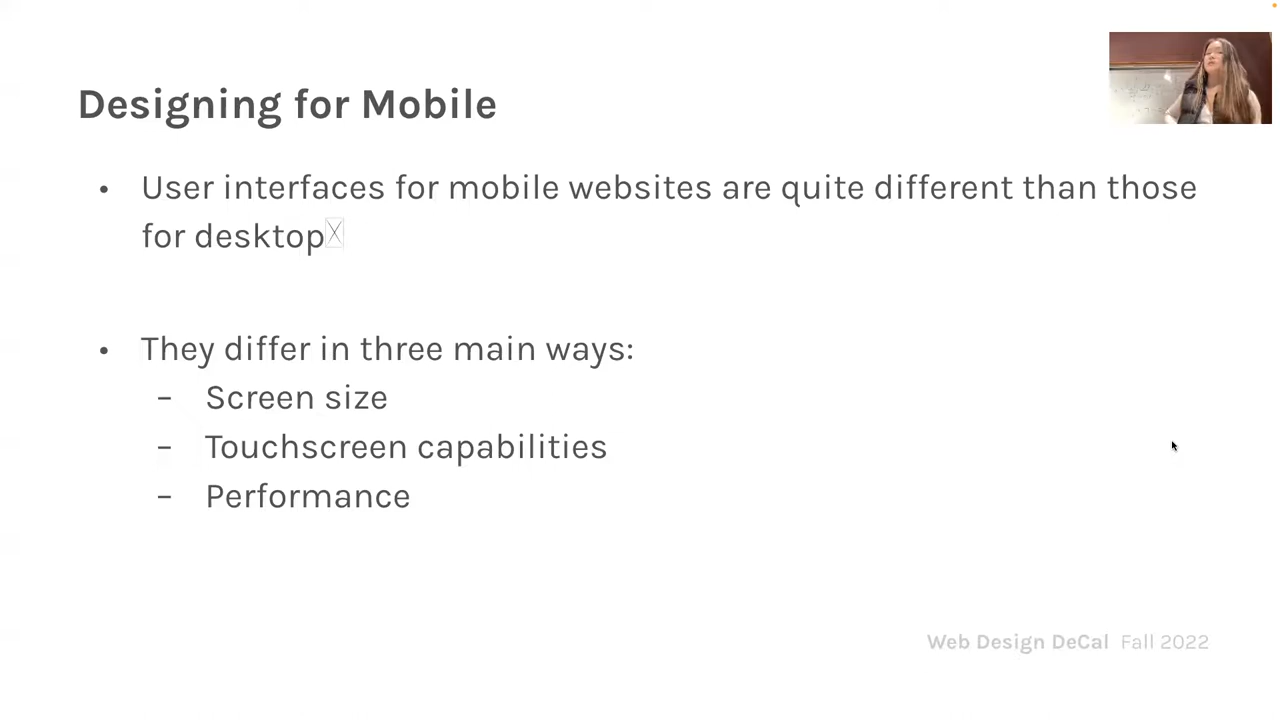 Designing for Mobile
• User interfaces for mobile websites are quite different than those
for desktop
• They differ in three main ways:
– Screen size
– Touchscreen capabilities
– Performance
Web Design DeCal Fall 2022